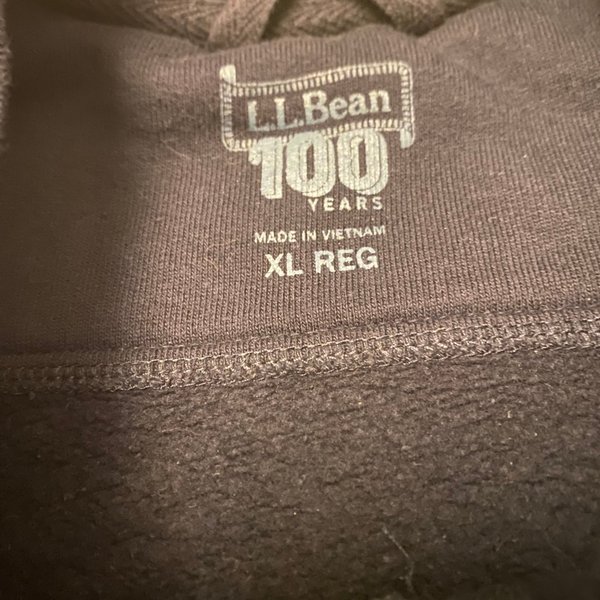 L.L.Bean
100
YEARS
MADE IN VIETNAM
XL REG